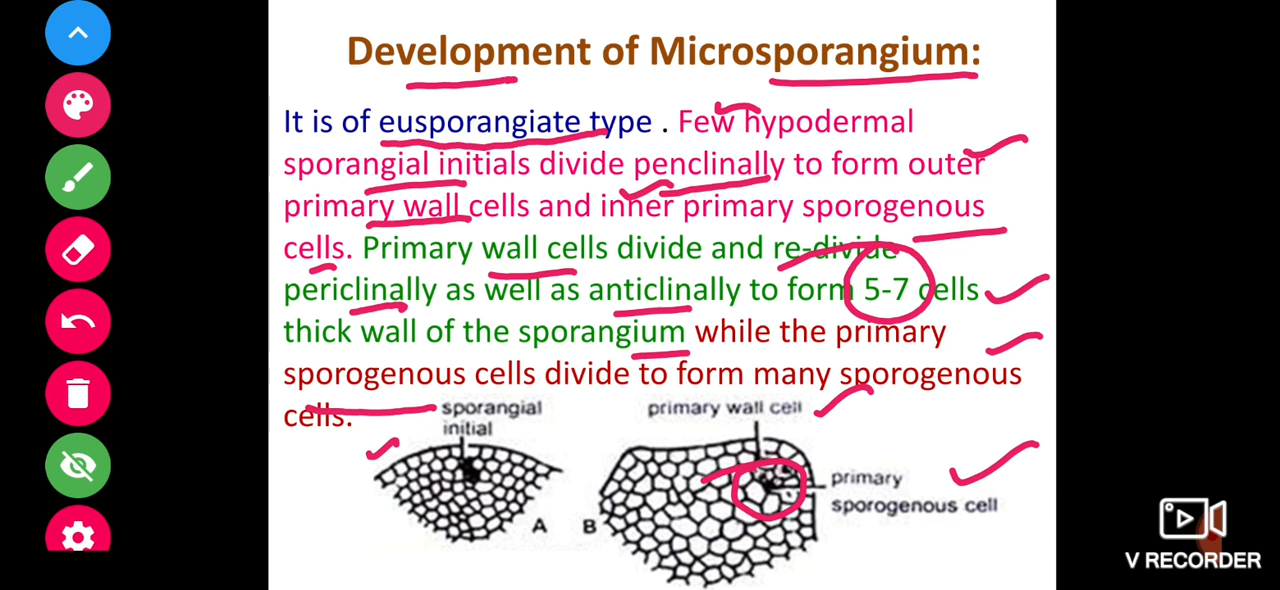 Development of Microsporangium:
It is of eusporangiate type . Few hypodermal
sporangial initials divide penclinally to form outer
primary wall cells and inner primary sporogenous
cells. Primary wall cells divide and re-divide
periclinally as well as anticlinally to form 5-7 cells
thick wall of the sporangium while the primary
sporogenous cells divide to form many sporogenous
cells.
sporangial
initial
primary wall cell
primary
sporogenous cell
A
B
V RECORDER